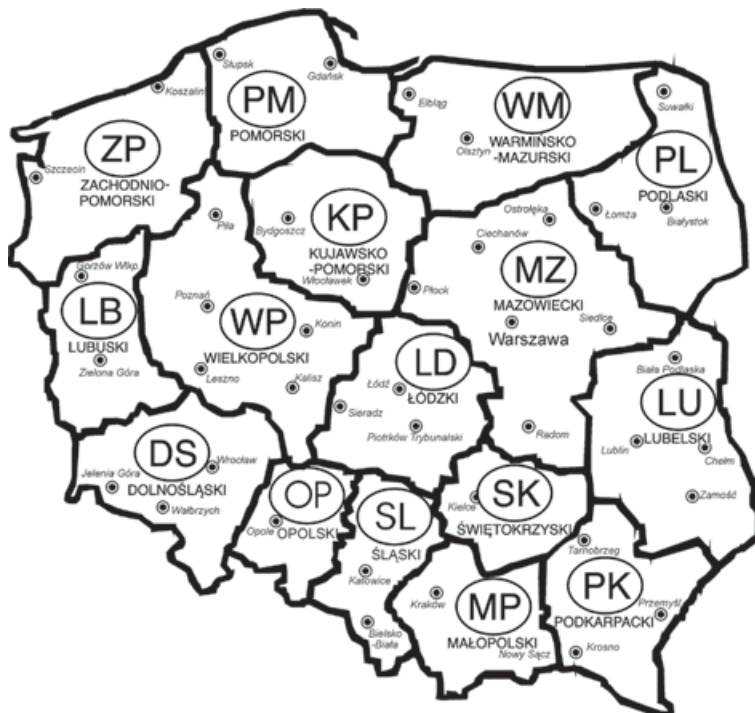 Słupsk
Gdańsk
Koszalin
PM
POMORSKI
Elbląg
WM
WARMIŃSKO
-MAZURSKI
Olsztyn
Suwałki
PL
PODLASKI
Łomża
Białystok
ZP
ZACHODNIO-
POMORSKI
Szczecin
Piła
Bydgoszcz
KP
KUJAWSKO
-POMORSKI
Włocławek
Ostrołęka
Ciechanów
MZ
MAZOWIECKI
Płock
Siedlce
Warszawa
Radom
Gorzów Wlkp.
LB
LUBUSKI
Zielona Góra
Poznań
WP
WIELKOPOLSKI
Konin
Leszno
Kalisz
LD
ŁÓDZKI
Łódź
Sieradz
Piotrków Trybunalski
Biała Podlaska
LU
LUBELSKI
Lublin
Chełm
Zamość
DS
DOLNOŚLĄSKI
Wrocław
Jelenia Góra
Wałbrzych
OP
OPOLSKI
Opole
SL
ŚLĄSKI
Katowice
Bielsko
-Biała
SK
Kielce
ŚWIĘTOKRZYSKI
Kraków
MP
MAŁOPOLSKI
Nowy Sącz
Tarnobrzeg
PK
PODKARPACKI
Przemyśl
Krosno